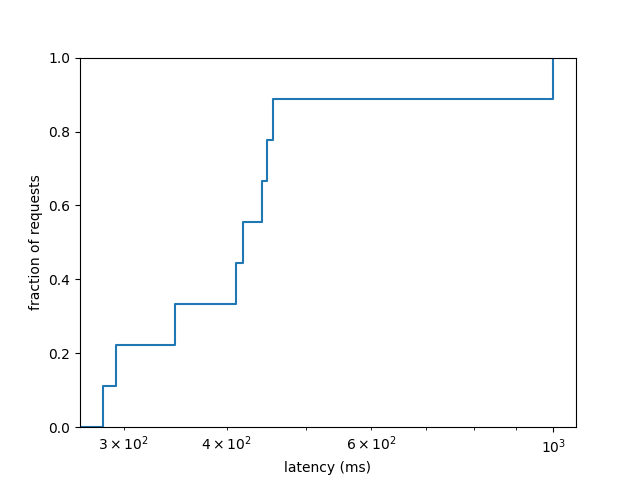 1.0
0.8
0.6
0.4
0.2
0.0
fraction of requests
3 × 10² 4 × 10² 6 × 10² 10³
latency (ms)